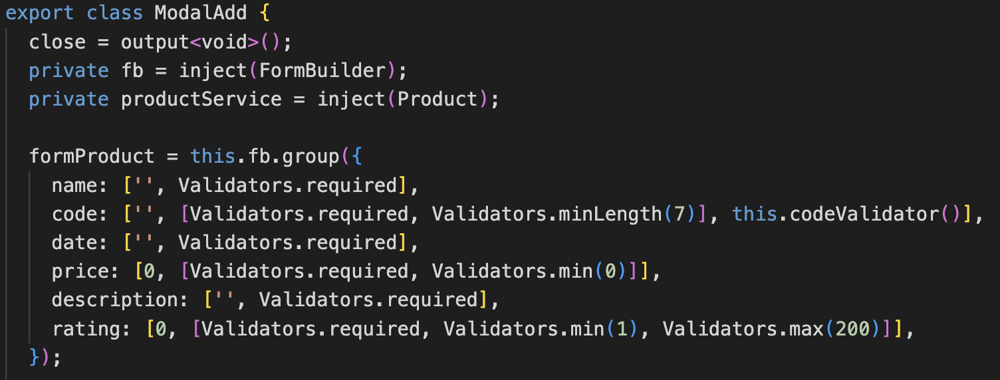 export class ModalAdd {
  close = output<void>();
  private fb = inject(FormBuilder);
  private productService = inject(Product);

  formProduct = this.fb.group({
    name: ['', Validators.required],
    code: ['', [Validators.required, Validators.minLength(7)], this.codeValidator()],
    date: ['', Validators.required],
    price: [0, [Validators.required, Validators.min(0)]],
    description: ['', Validators.required],
    rating: [0, [Validators.required, Validators.min(1), Validators.max(200)]],
  });